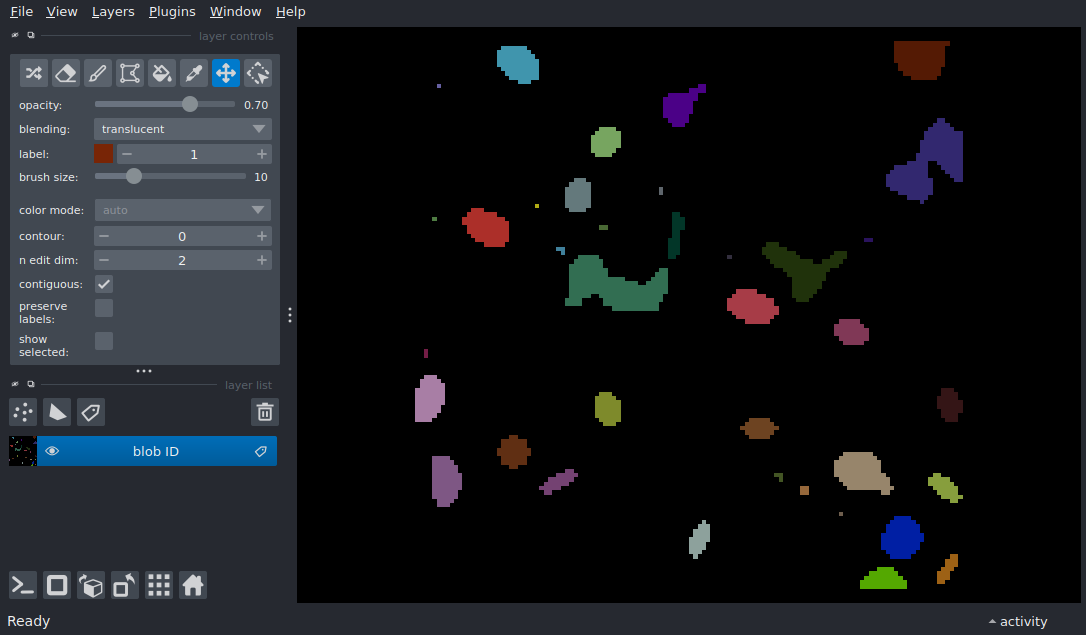 File View Layers Plugins Window Help
layer controls
opacity: 0.70
blending: translucent
label: 1
brush size: 10
color mode: auto
contour: 0
n edit dim: 2
contiguous:
preserve
labels:
show
selected:
layer list
blob ID
Ready
activity